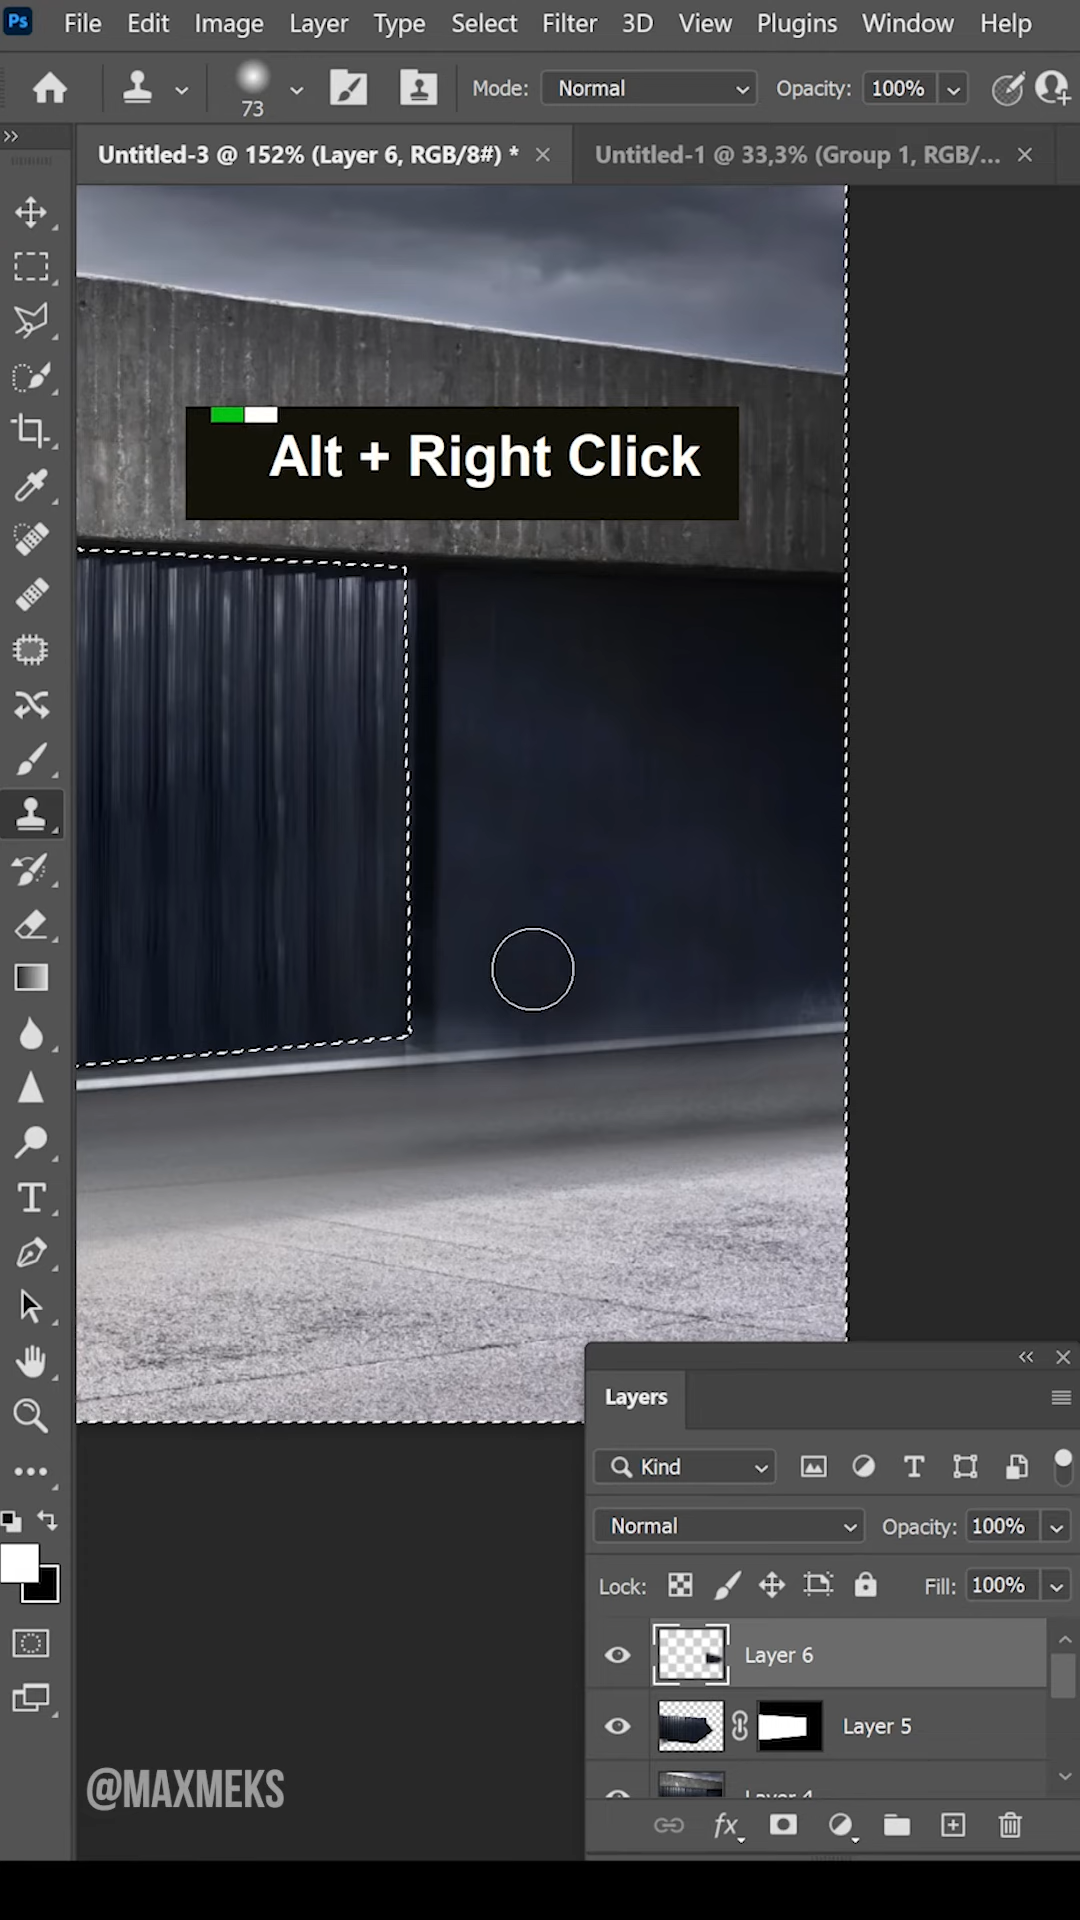 Ps File Edit Image Layer Type Select Filter 3D View Plugins Window Help
73 Mode: Normal Opacity: 100%
Untitled-3 @ 152% (Layer 6, RGB/8#) * Untitled-1 @ 33,3% (Group 1, RGB/...
Alt + Right Click
Layers
Kind
Normal Opacity: 100%
Lock: Fill: 100%
Layer 6
Layer 5
Layer 4
@MAXMEKS
fx